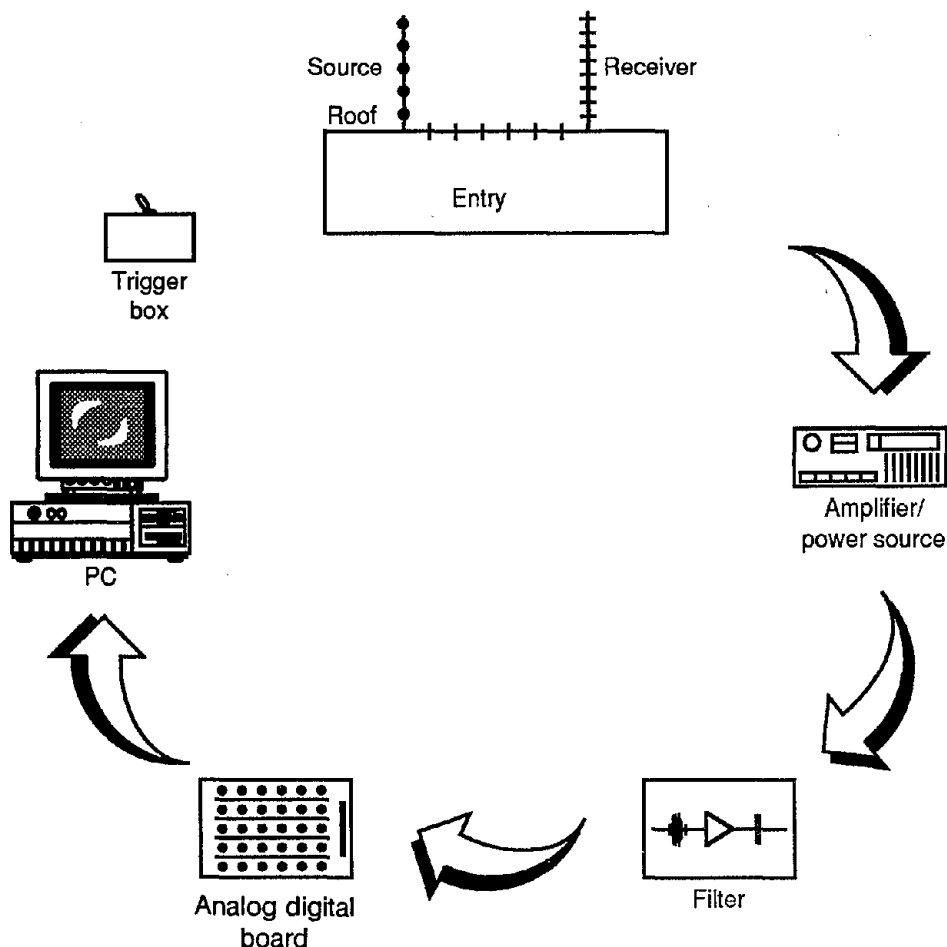 Source
Receiver
Roof
Entry
Trigger
box
PC
Amplifier/
power source
Analog digital
board
Filter